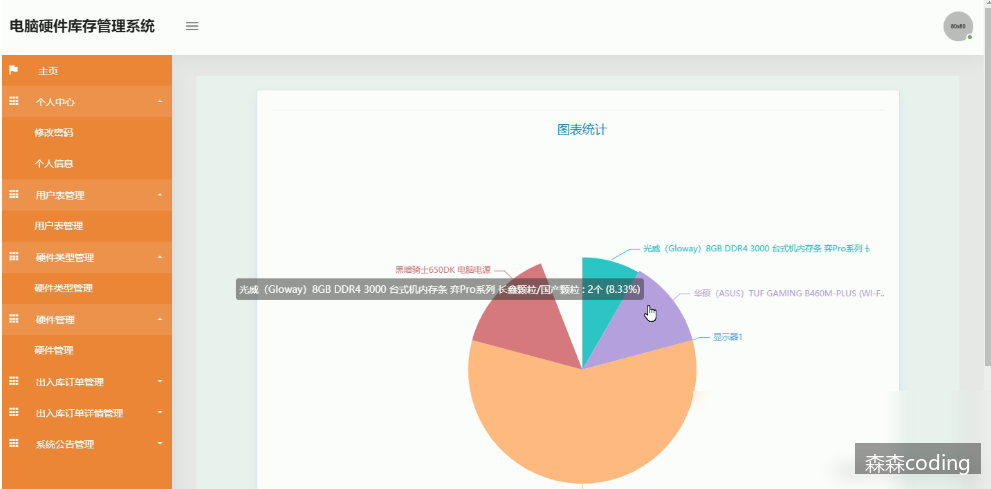 电脑硬件库存管理系统
60x60
主页
个人中心
修改密码
个人信息
用户表管理
用户表管理
硬件类型管理
硬件类型管理
硬件管理
硬件管理
出入库订单管理
出入库订单详情管理
系统公告管理
图表统计
光威（Gloway）8GB DDR4 3000 台式机内存条 弈Pro系列 长
黑暗骑士650DK 电脑电源
光威（Gloway）8GB DDR4 3000 台式机内存条 弈Pro系列 长鑫颗粒/国产颗粒 : 2个 (8.33%)
华硕（ASUS）TUF GAMING B460M-PLUS (WI-F...
显示器1
森森coding